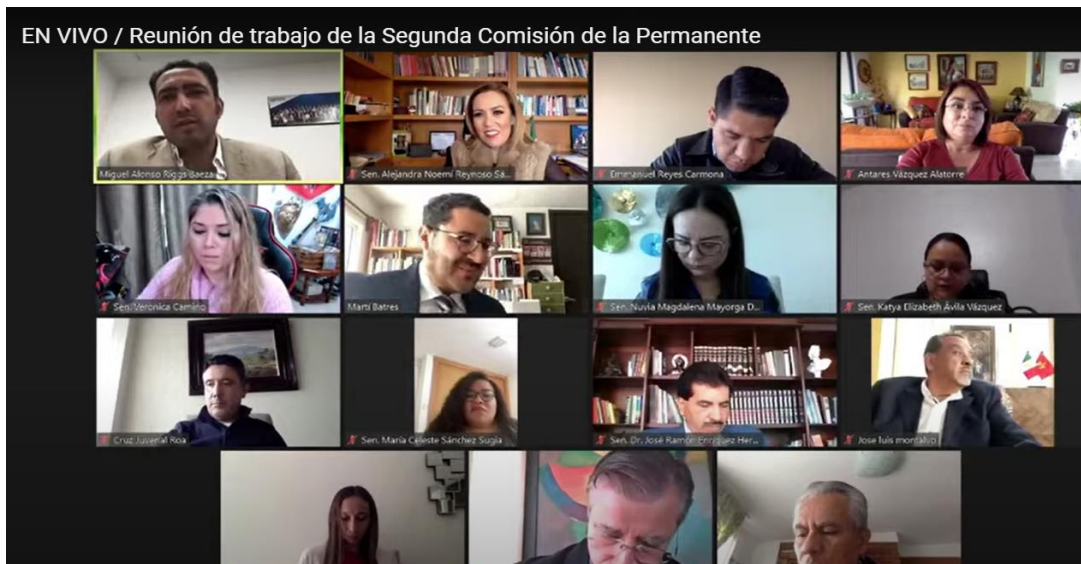 EN VIVO / Reunión de trabajo de la Segunda Comisión de la Permanente
Miguel Alonso Riggs Baeza
Sen. Alejandra Noemí Reynoso Sá...
Emmanuel Reyes Carmona
Antares Vázquez Alatorre
Sen. Veronica Camino
Martí Batres
Sen. Nuvia Magdalena Mayorga D...
Sen. Katya Elizabeth Ávila Vázquez
Cruz Juvenal Roa
Sen. María Celeste Sánchez Sugía
Sen. Dr. José Ramón Enríquez Her...
Jose luis montalvo